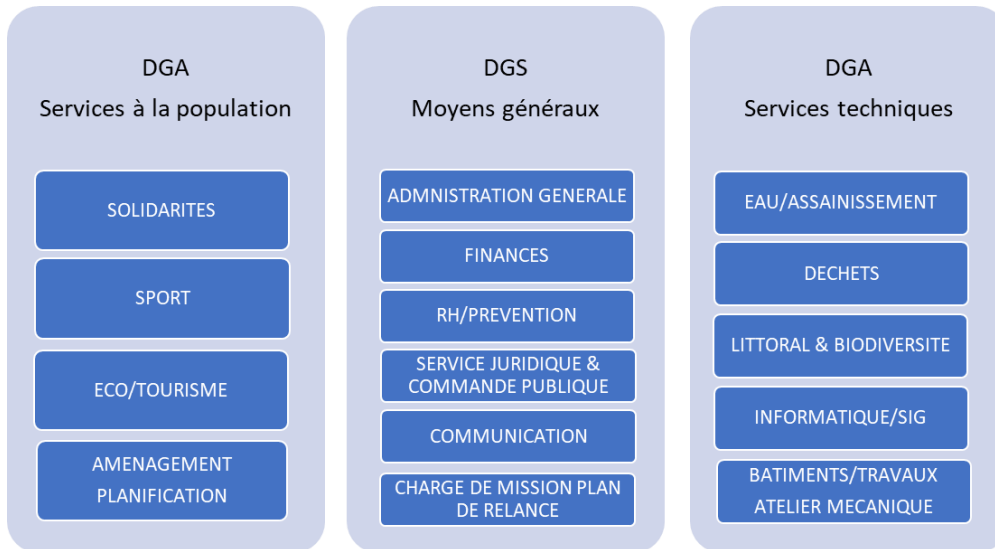 DGA
Services à la population
SOLIDARITES
SPORT
ECO/TOURISME
AMENAGEMENT
PLANIFICATION
DGS
Moyens généraux
ADMNISTRATION GENERALE
FINANCES
RH/PREVENTION
SERVICE JURIDIQUE &
COMMANDE PUBLIQUE
COMMUNICATION
CHARGE DE MISSION PLAN
DE RELANCE
DGA
Services techniques
EAU/ASSAINISSEMENT
DECHETS
LITTORAL & BIODIVERSITE
INFORMATIQUE/SIG
BATIMENTS/TRAVAUX
ATELIER MECANIQUE